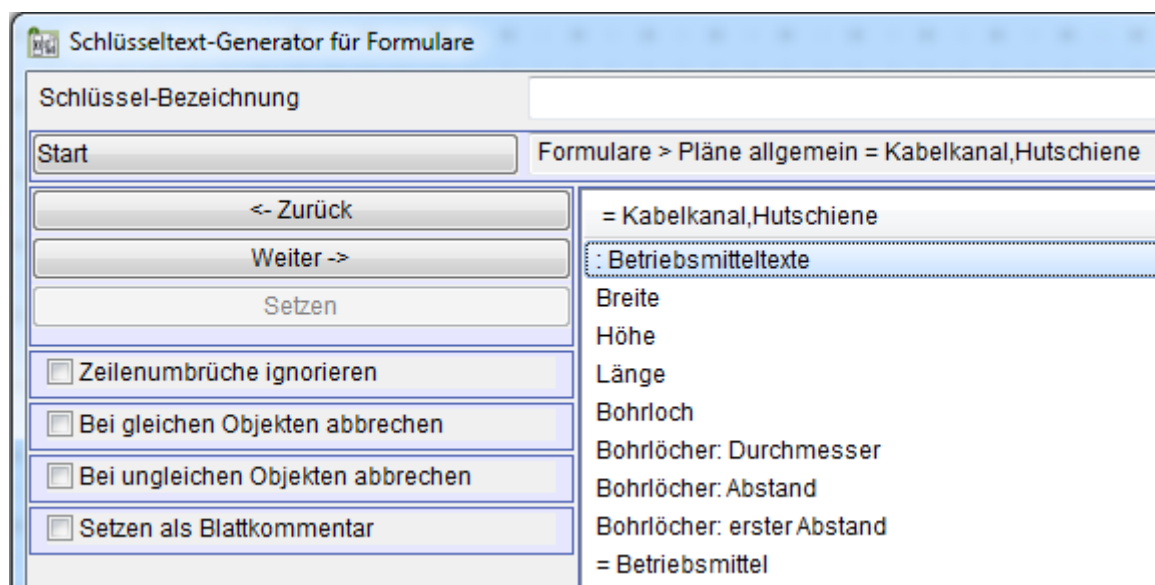 Schlüsseltext-Generator für Formulare
Schlüssel-Bezeichnung
Start
Formulare > Pläne allgemein = Kabelkanal,Hutschiene
<- Zurück
Weiter ->
Setzen
Zeilenumbrüche ignorieren
Bei gleichen Objekten abbrechen
Bei ungleichen Objekten abbrechen
Setzen als Blattkommentar
= Kabelkanal,Hutschiene
: Betriebsmitteltexte
Breite
Höhe
Länge
Bohrloch
Bohrlöcher: Durchmesser
Bohrlöcher: Abstand
Bohrlöcher: erster Abstand
= Betriebsmittel